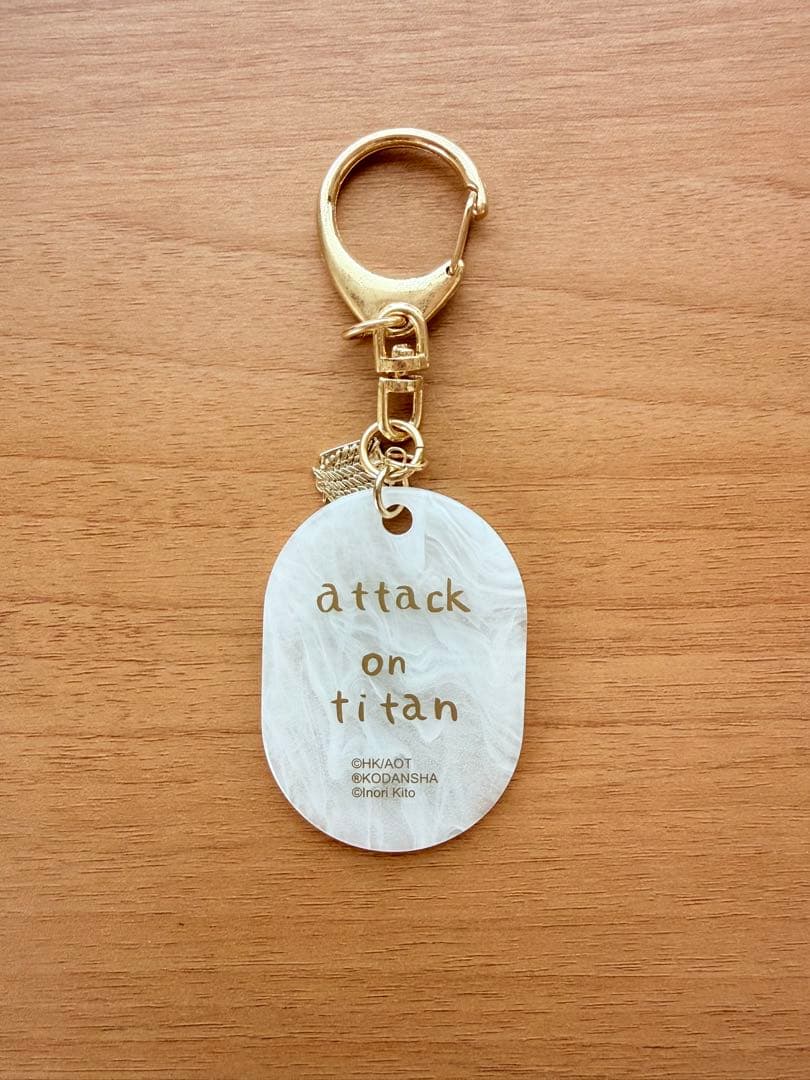 attack
on
titan
©HK/AOT
®KODANSHA
©Inori Kito